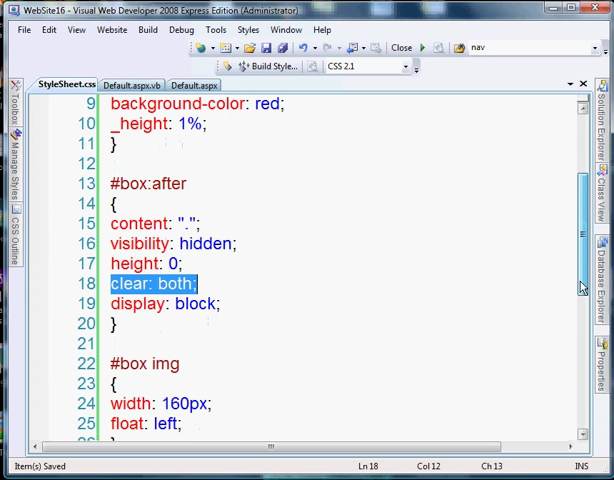 WebSite16 - Visual Web Developer 2008 Express Edition (Administrator)
File Edit View Website Build Debug Tools Styles Window Help
Close nav
Build Style... CSS 2.1
StyleSheet.css Default.aspx.vb Default.aspx
Toolbox
Manage Styles
CSS Outline
9 background-color: red;
10 _height: 1%;
11 }
12
13 #box:after
14 {
15 content: ".";
16 visibility: hidden;
17 height: 0;
18 clear: both;
19 display: block;
20 }
21
22 #box img
23 {
24 width: 160px;
25 float: left;
26 }
Solution Explorer
Class View
Database Explorer
Properties
Item(s) Saved Ln 18 Col 12 Ch 13 INS